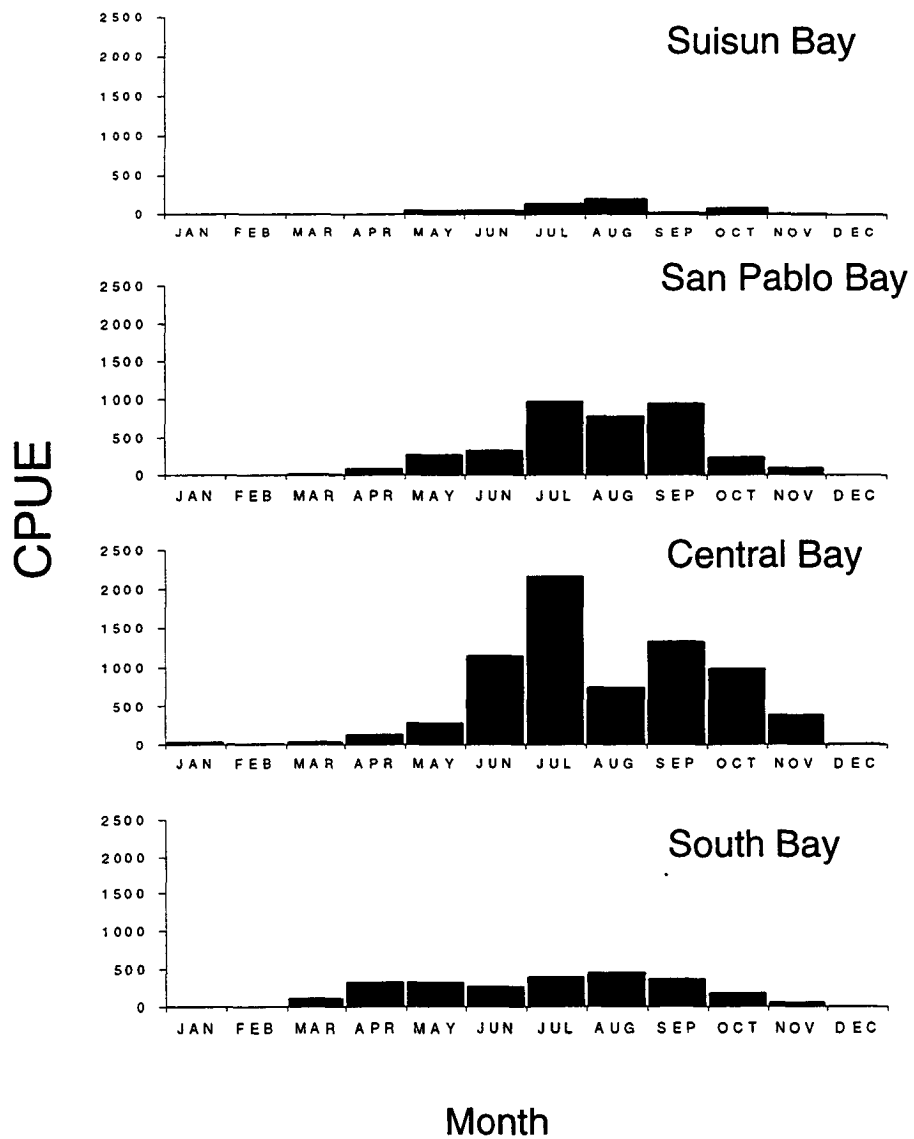 Suisun Bay
2500
2000
1500
1000
500
0
JAN FEB MAR APR MAY JUN JUL AUG SEP OCT NOV DEC
San Pablo Bay
2500
2000
1500
1000
500
0
JAN FEB MAR APR MAY JUN JUL AUG SEP OCT NOV DEC
CPUE
Central Bay
2500
2000
1500
1000
500
0
JAN FEB MAR APR MAY JUN JUL AUG SEP OCT NOV DEC
South Bay
2500
2000
1500
1000
500
0
JAN FEB MAR APR MAY JUN JUL AUG SEP OCT NOV DEC
Month